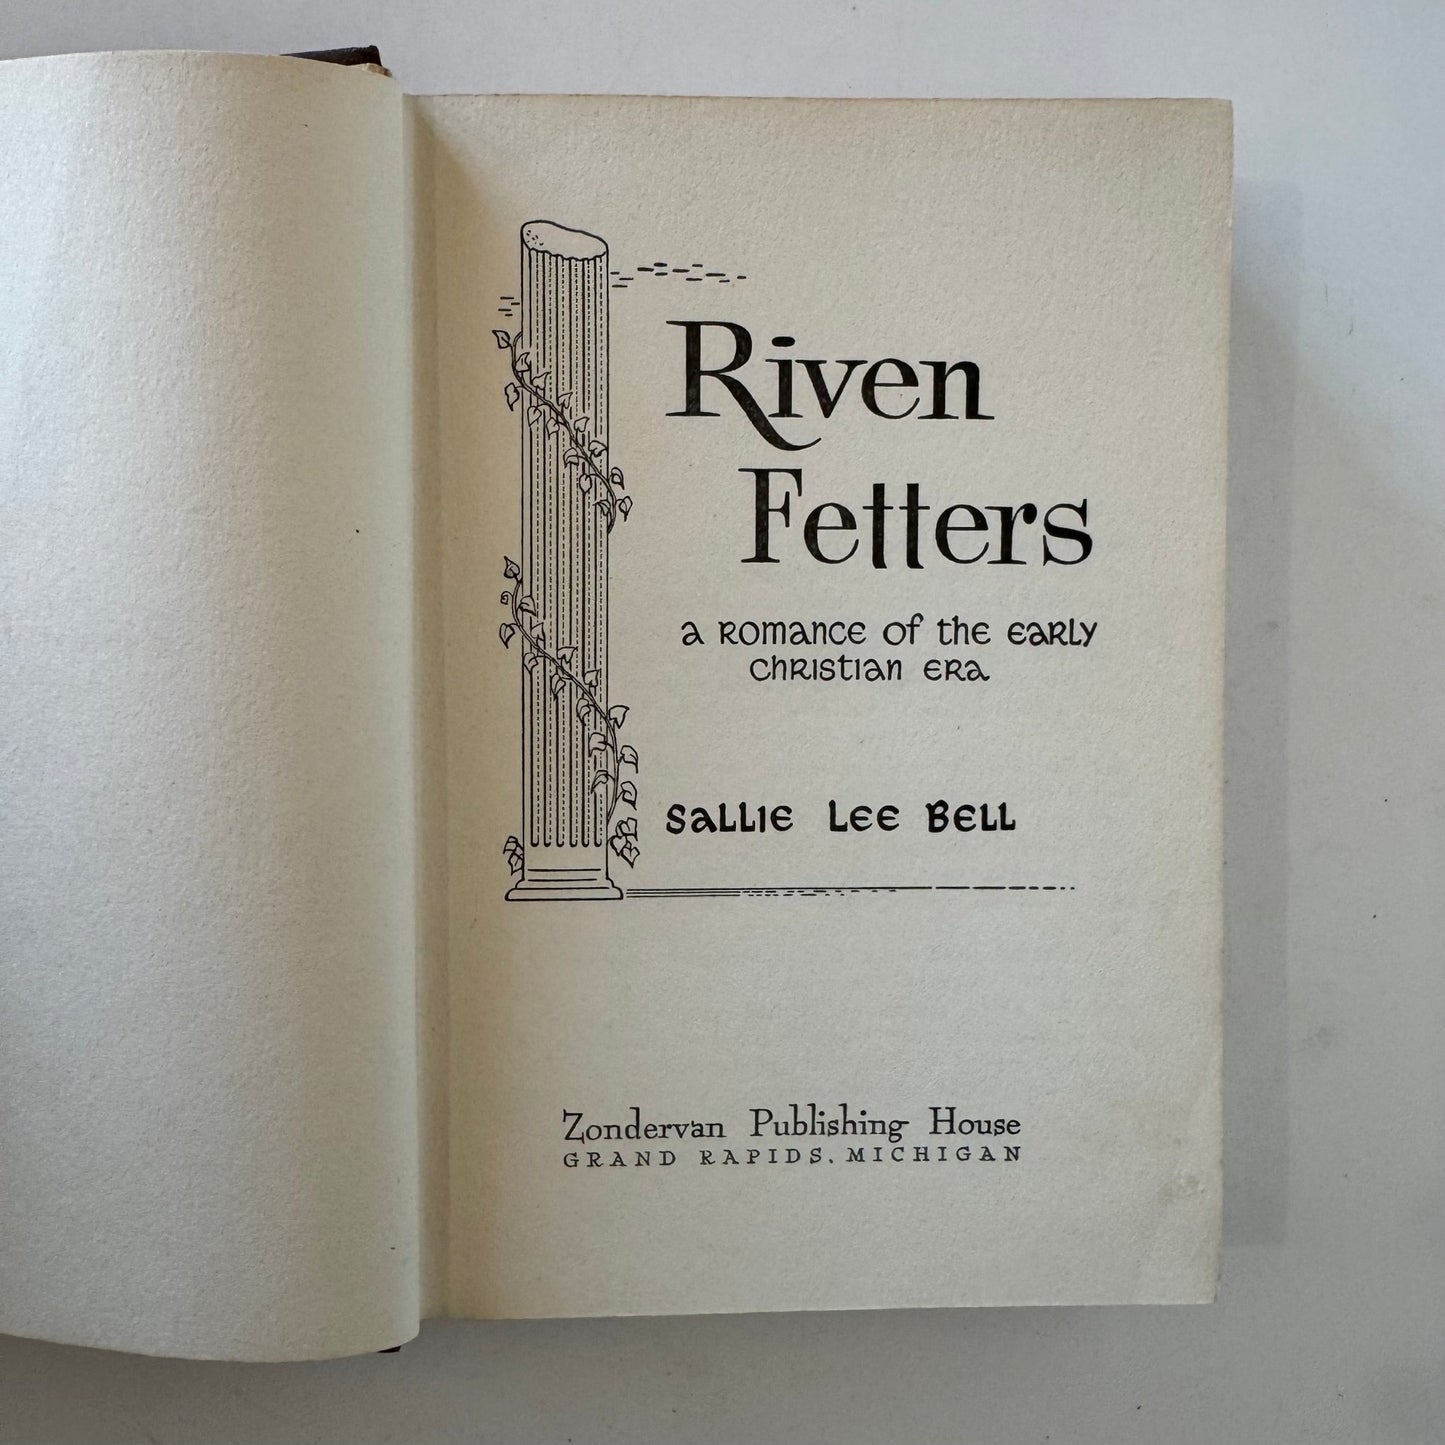 Riven
Fetters
a Romance of the Early
Christian Era
Sallie Lee Bell
Zondervan Publishing House
GRAND RAPIDS, MICHIGAN